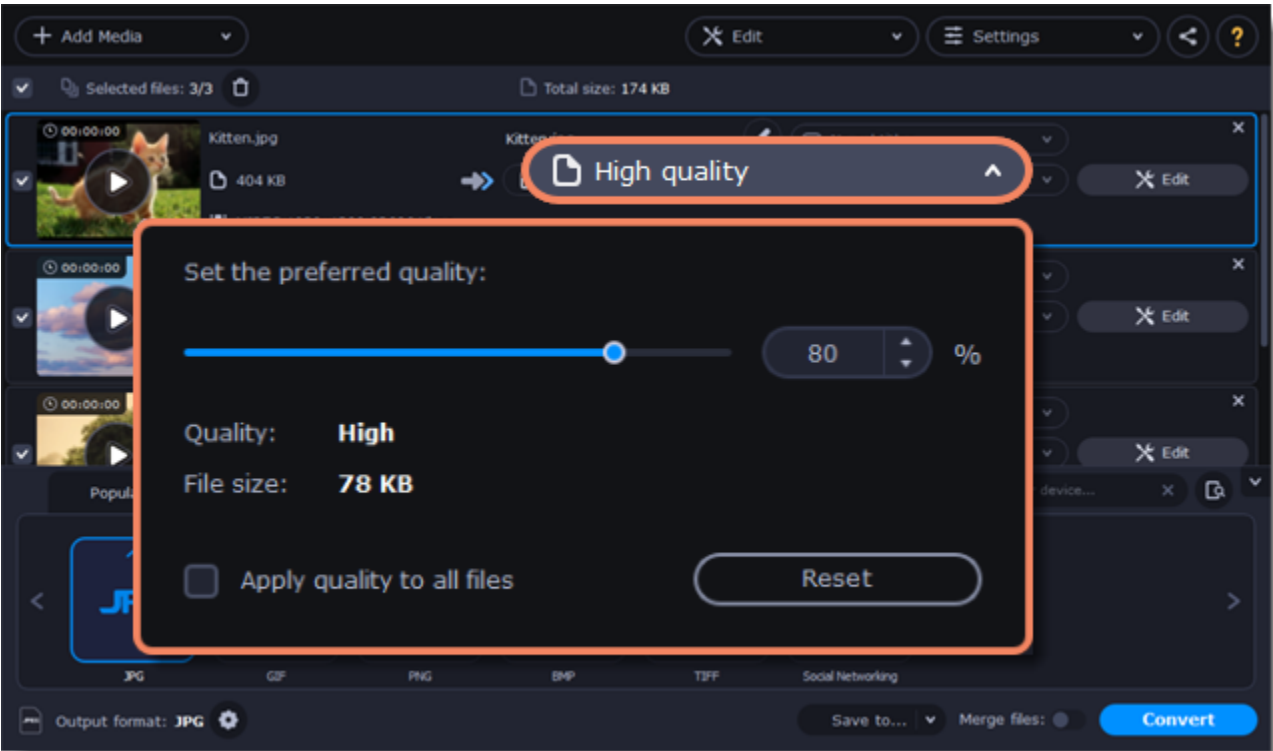 Add Media
Edit
Settings
?
Selected files: 3/3
Total size: 174 KB
00:00:00
Kitten.jpg
404 KB
High quality
Edit
00:00:00
Edit
00:00:00
Edit
Set the preferred quality:
80
%
Quality: High
File size: 78 KB
Apply quality to all files
Reset
device...
JPG
GIF
PNG
BMP
TIFF
Social Networking
Output format: JPG
Save to...
Merge files:
Convert